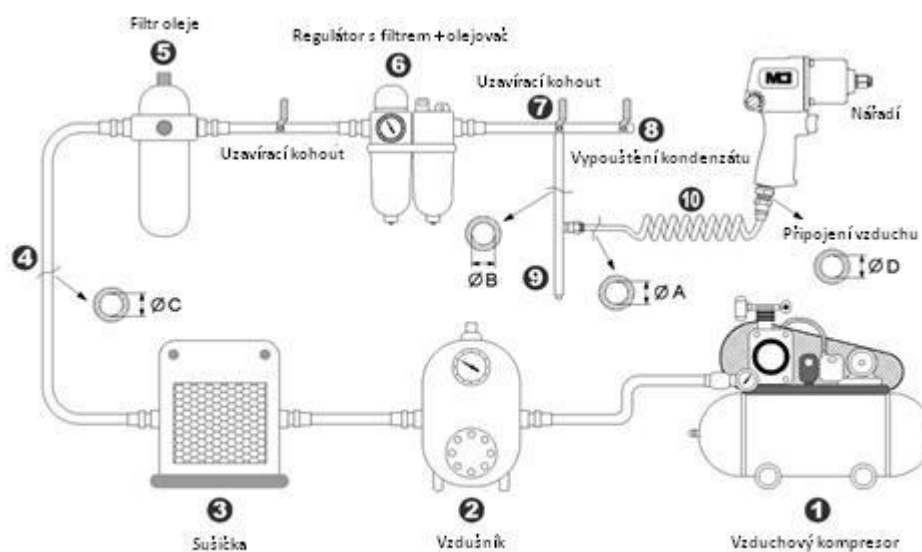 Filtr oleje
5
Regulátor s filtrem + olejovač
6
Uzavírací kohout
7
8
Nářadí
Uzavírací kohout
Vypouštění kondenzátu
10
Připojení vzduchu
4
ØB
9
ØD
ØC
ØA
3
Sušička
2
Vzdušník
1
Vzduchový kompresor